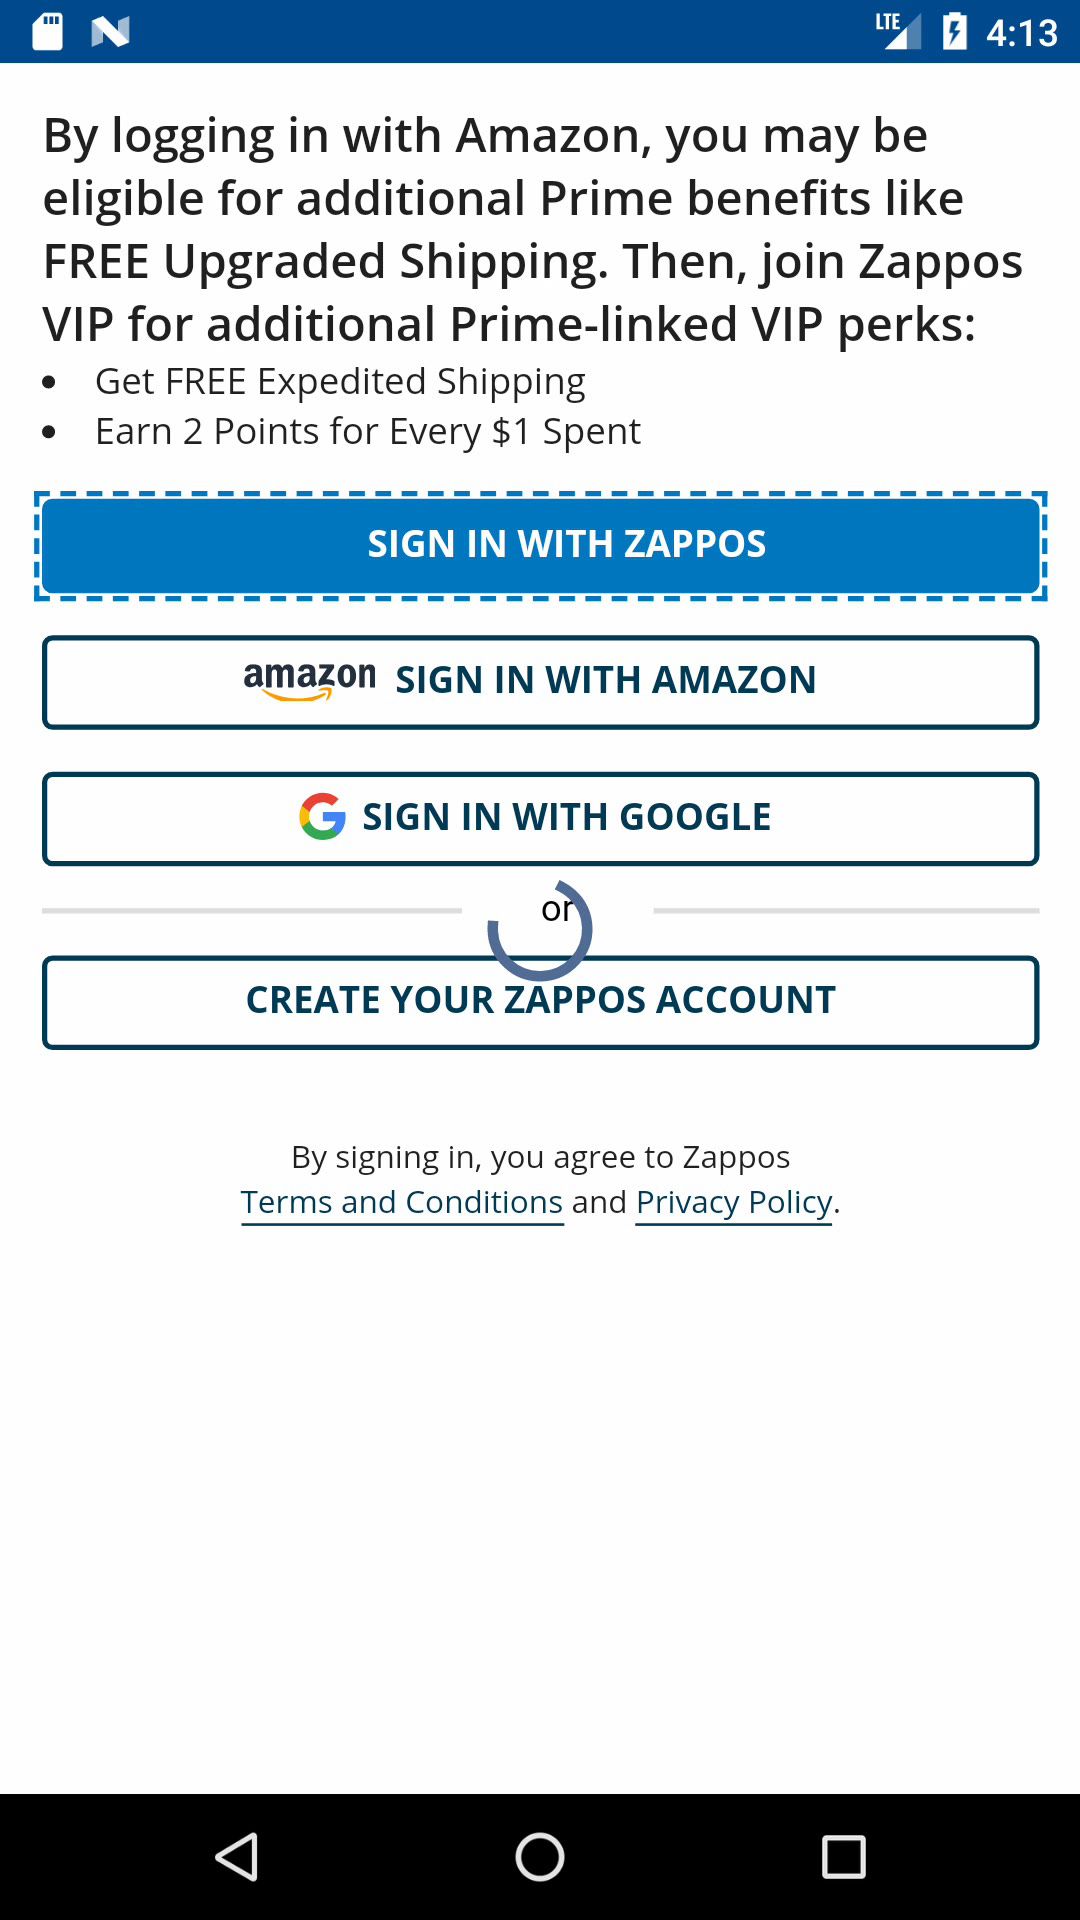 LTE 4:13
By logging in with Amazon, you may be
eligible for additional Prime benefits like
FREE Upgraded Shipping. Then, join Zappos
VIP for additional Prime-linked VIP perks:
• Get FREE Expedited Shipping
• Earn 2 Points for Every $1 Spent
SIGN IN WITH ZAPPOS
amazon SIGN IN WITH AMAZON
SIGN IN WITH GOOGLE
or
CREATE YOUR ZAPPOS ACCOUNT
By signing in, you agree to Zappos
Terms and Conditions and Privacy Policy.